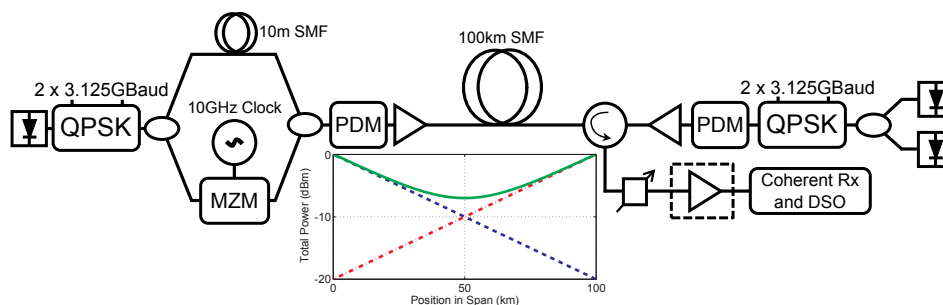 10m SMF
100km SMF
2 x 3.125GBaud
2 x 3.125GBaud
10GHz Clock
QPSK
PDM
PDM
QPSK
MZM
Coherent Rx
and DSO
0
-10
-20
Total Power (dBm)
0
50
100
Position in Span (km)